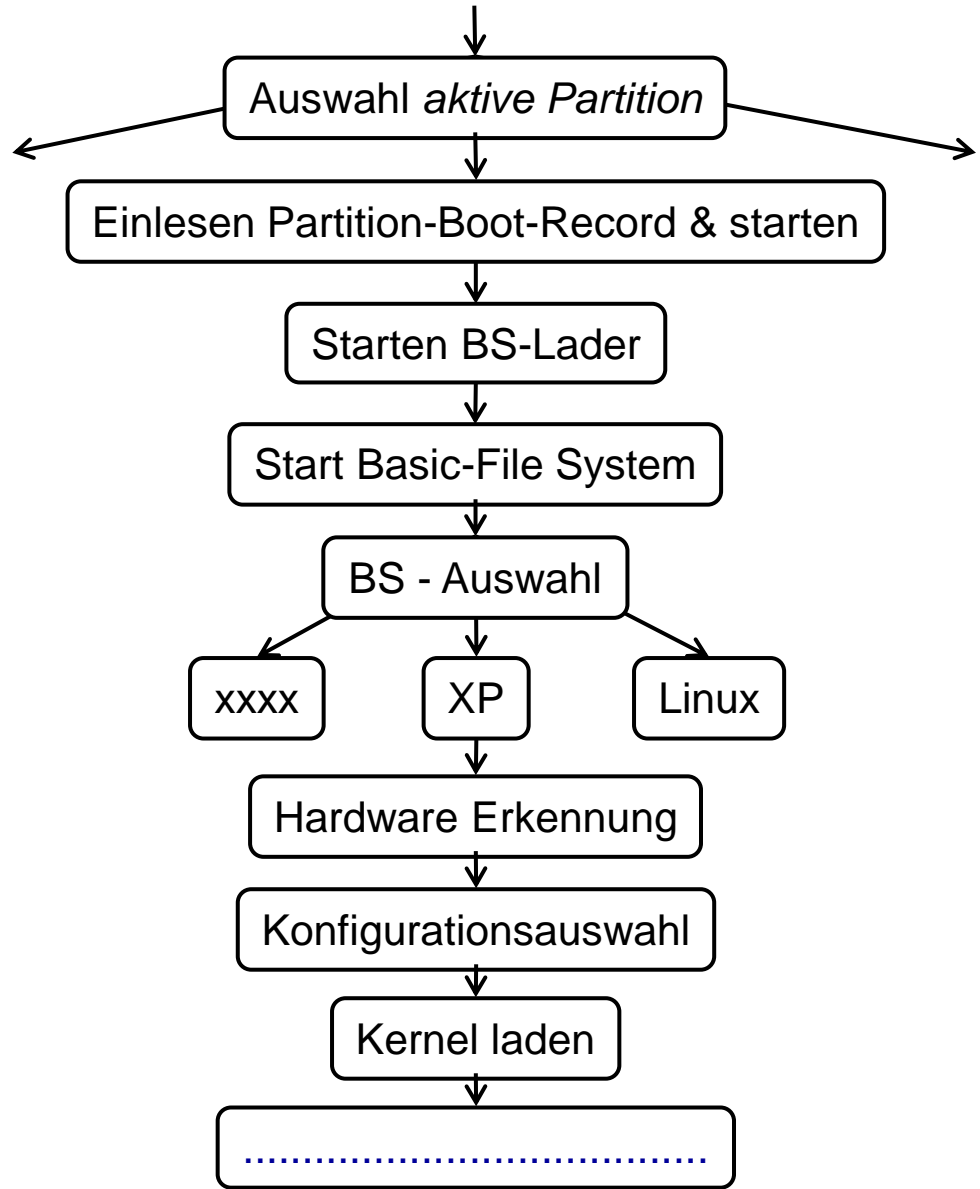 Auswahl aktive Partition
Einlesen Partition-Boot-Record & starten
Starten BS-Lader
Start Basic-File System
BS - Auswahl
xxxx
XP
Linux
Hardware Erkennung
Konfigurationsauswahl
Kernel laden
.......................................